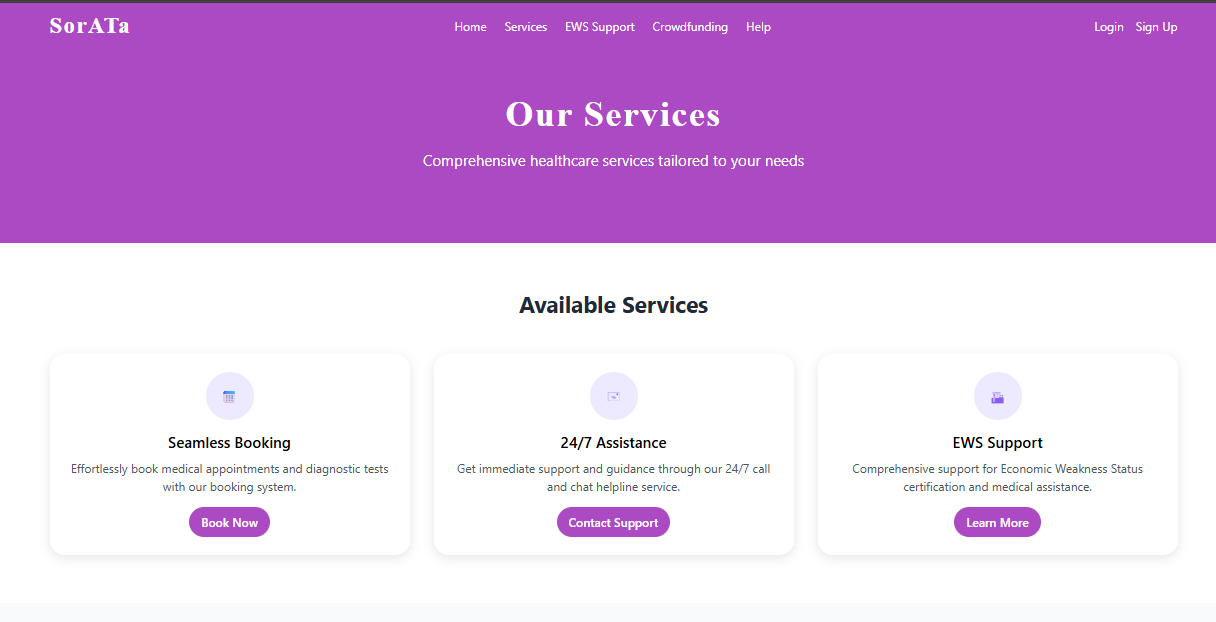 SorATa
Home Services EWS Support Crowdfunding Help
Login Sign Up
Our Services
Comprehensive healthcare services tailored to your needs
Available Services
Seamless Booking
Effortlessly book medical appointments and diagnostic tests
with our booking system.
Book Now
24/7 Assistance
Get immediate support and guidance through our 24/7 call
and chat helpline service.
Contact Support
EWS Support
Comprehensive support for Economic Weakness Status
certification and medical assistance.
Learn More